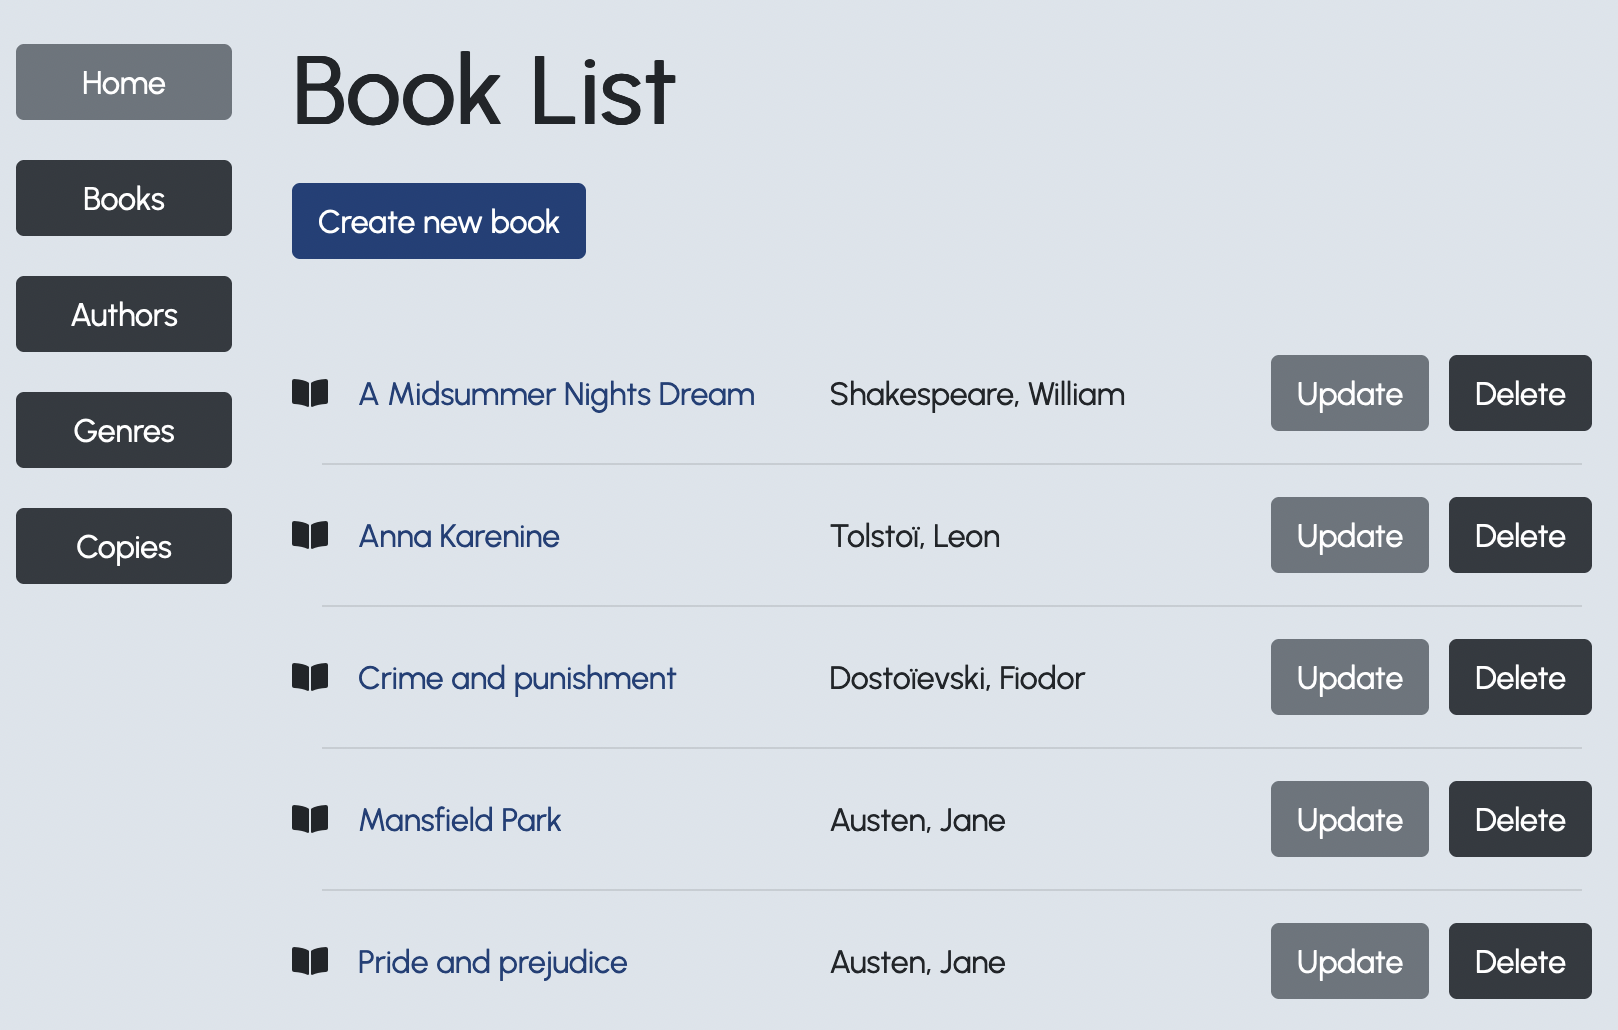 Home
Books
Authors
Genres
Copies
Book List
Create new book
A Midsummer Nights Dream Shakespeare, William Update Delete
Anna Karenine Tolstoï, Leon Update Delete
Crime and punishment Dostoïevski, Fiodor Update Delete
Mansfield Park Austen, Jane Update Delete
Pride and prejudice Austen, Jane Update Delete